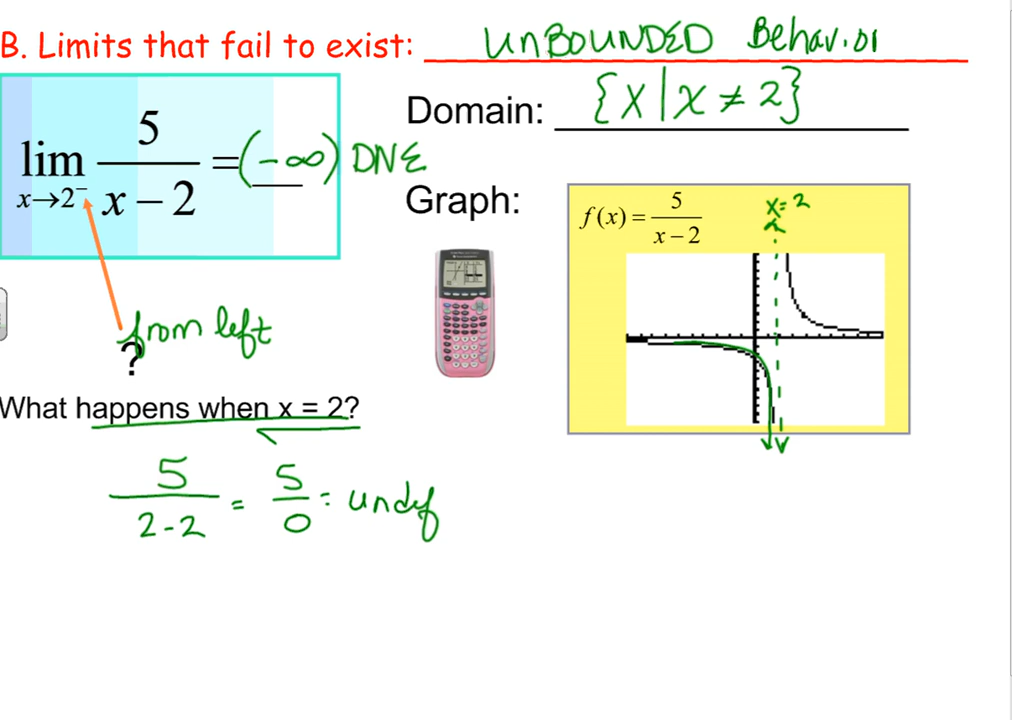 B. Limits that fail to exist: UNBOUNDED Behavior
Domain: {X | X ≠ 2}
lim x→2⁻ 5/(x − 2) = (-∞) DNE
Graph:
f(x) = 5/(x − 2)
x = 2
from left
?
What happens when x = 2?
5/(2-2) = 5/0 = undef